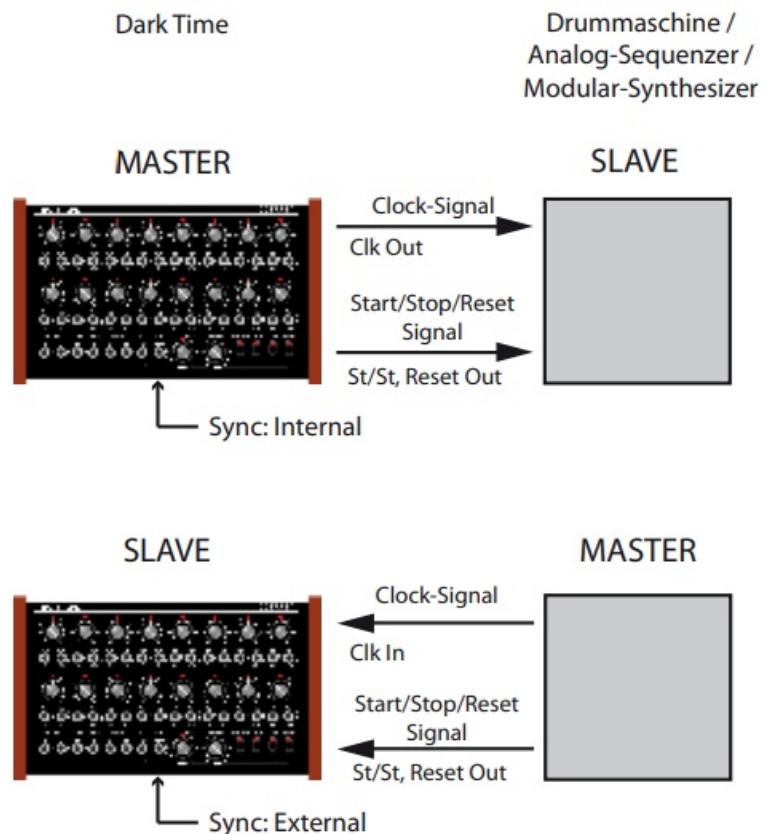 Dark Time
Drummaschine /
Analog-Sequenzer /
Modular-Synthesizer
MASTER
SLAVE
Clock-Signal
Clk Out
Start/Stop/Reset
Signal
St/St, Reset Out
Sync: Internal
SLAVE
MASTER
Clock-Signal
Clk In
Start/Stop/Reset
Signal
St/St, Reset Out
Sync: External